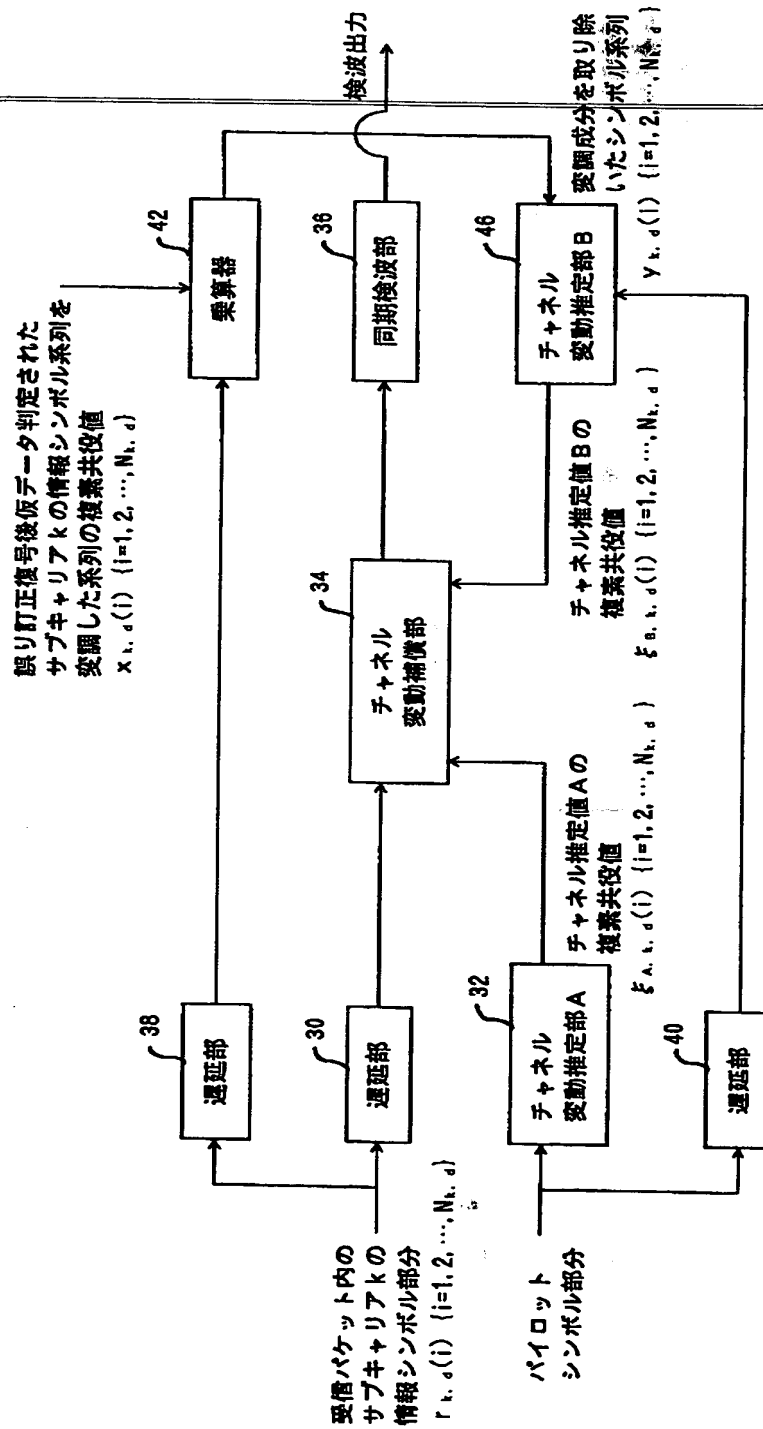 誤り訂正復号後仮データ判定された
サブキャリアkの情報シンボル系列を
変調した系列の複素共役値
x k, d(i) {i=1, 2, …, N k, d}
42
乗算器
38
遅延部
受信パケット内の
サブキャリアkの
情報シンボル部分
r k, d(i) {i=1, 2, …, N k, d}
30
遅延部
34
チャネル
変動補償部
36
同期検波部
検波出力
パイロット
シンボル部分
32
チャネル
変動推定部A
チャネル推定値Aの
複素共役値
ξ A, k, d(i) {i=1, 2, …, N k, d}
チャネル推定値Bの
複素共役値
ξ B, k, d(i) {i=1, 2, …, N k, d}
46
チャネル
変動推定部B
変調成分を取り除
いたシンボル系列
y k, d(i) {i=1, 2, …, N k, d}
40
遅延部